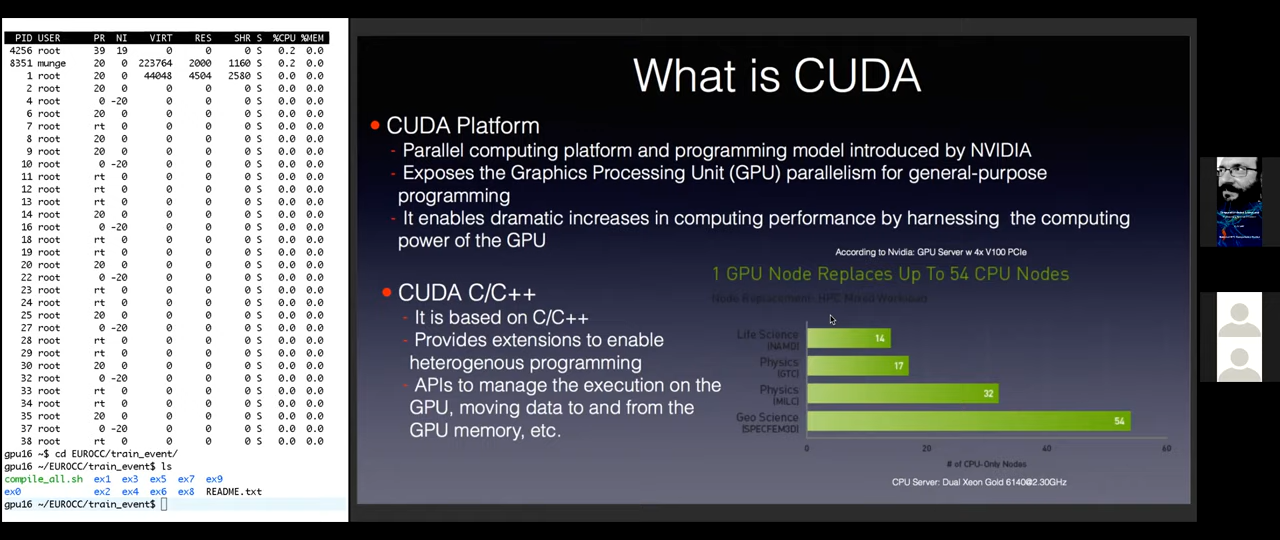 PID USER PR NI VIRT RES SHR S %CPU %MEM
4256 root 39 19 0 0 0 S 0.2 0.0
8351 munge 20 0 223764 2000 1160 S 0.2 0.0
1 root 20 0 44048 4504 2580 S 0.0 0.0
2 root 20 0 0 0 0 S 0.0 0.0
4 root 0 -20 0 0 0 S 0.0 0.0
6 root 20 0 0 0 0 S 0.0 0.0
7 root rt 0 0 0 0 S 0.0 0.0
8 root 20 0 0 0 0 S 0.0 0.0
9 root 20 0 0 0 0 S 0.0 0.0
10 root 0 -20 0 0 0 S 0.0 0.0
11 root rt 0 0 0 0 S 0.0 0.0
12 root rt 0 0 0 0 S 0.0 0.0
13 root rt 0 0 0 0 S 0.0 0.0
14 root 20 0 0 0 0 S 0.0 0.0
16 root 0 -20 0 0 0 S 0.0 0.0
18 root rt 0 0 0 0 S 0.0 0.0
19 root rt 0 0 0 0 S 0.0 0.0
20 root 20 0 0 0 0 S 0.0 0.0
22 root 0 -20 0 0 0 S 0.0 0.0
23 root rt 0 0 0 0 S 0.0 0.0
24 root rt 0 0 0 0 S 0.0 0.0
25 root 20 0 0 0 0 S 0.0 0.0
27 root 0 -20 0 0 0 S 0.0 0.0
28 root rt 0 0 0 0 S 0.0 0.0
29 root rt 0 0 0 0 S 0.0 0.0
30 root 20 0 0 0 0 S 0.0 0.0
32 root 0 -20 0 0 0 S 0.0 0.0
33 root rt 0 0 0 0 S 0.0 0.0
34 root rt 0 0 0 0 S 0.0 0.0
35 root 20 0 0 0 0 S 0.0 0.0
37 root 0 -20 0 0 0 S 0.0 0.0
38 root rt 0 0 0 0 S 0.0 0.0
gpu16 ~$ cd EUROCC/train_event/
gpu16 ~/EUROCC/train_event$ ls
compile_all.sh ex1 ex3 ex5 ex7 ex9
ex0 ex2 ex4 ex6 ex8 README.txt
gpu16 ~/EUROCC/train_event$
What is CUDA
• CUDA Platform
- Parallel computing platform and programming model introduced by NVIDIA
- Exposes the Graphics Processing Unit (GPU) parallelism for general-purpose
programming
- It enables dramatic increases in computing performance by harnessing the computing
power of the GPU
• CUDA C/C++
- It is based on C/C++
- Provides extensions to enable
heterogenous programming
- APIs to manage the execution on the
GPU, moving data to and from the
GPU memory, etc.
According to Nvidia: GPU Server w 4x V100 PCIe
1 GPU Node Replaces Up To 54 CPU Nodes
Node Replacement: HPC Mixed Workload
Life Science
(NAMD)
14
Physics
(GTC)
17
Physics
(MILC)
32
Geo Science
(SPECFEM3D)
54
0 20 40 60
# of CPU-Only Nodes
CPU Server: Dual Xeon Gold 6140@2.30GHz